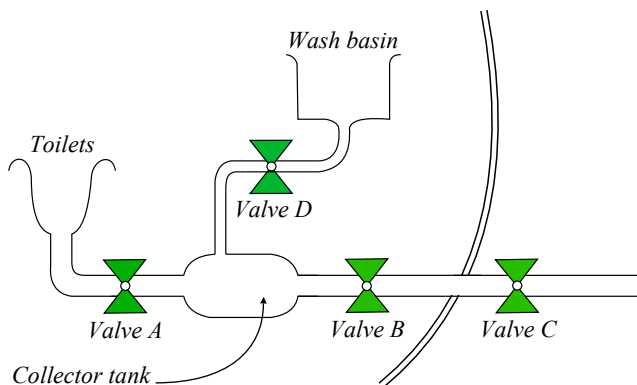 Wash basin
Toilets
Valve D
Valve A
Valve B
Valve C
Collector tank